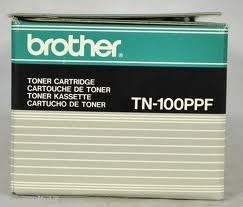 brother
TONER CARTRIDGE
CARTOUCHE DE TONER
TONER KASSETTE
CARTUCHO DE TONER
TN-100PPF